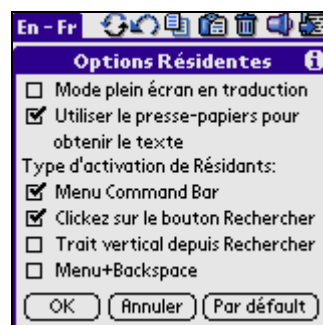 En - Fr
Options Résidentes
Mode plein écran en traduction
Utiliser le presse-papiers pour
obtenir le texte
Type d'activation de Résidants:
Menu Command Bar
Clickez sur le bouton Rechercher
Trait vertical depuis Rechercher
Menu+Backspace
OK Annuler Par défault